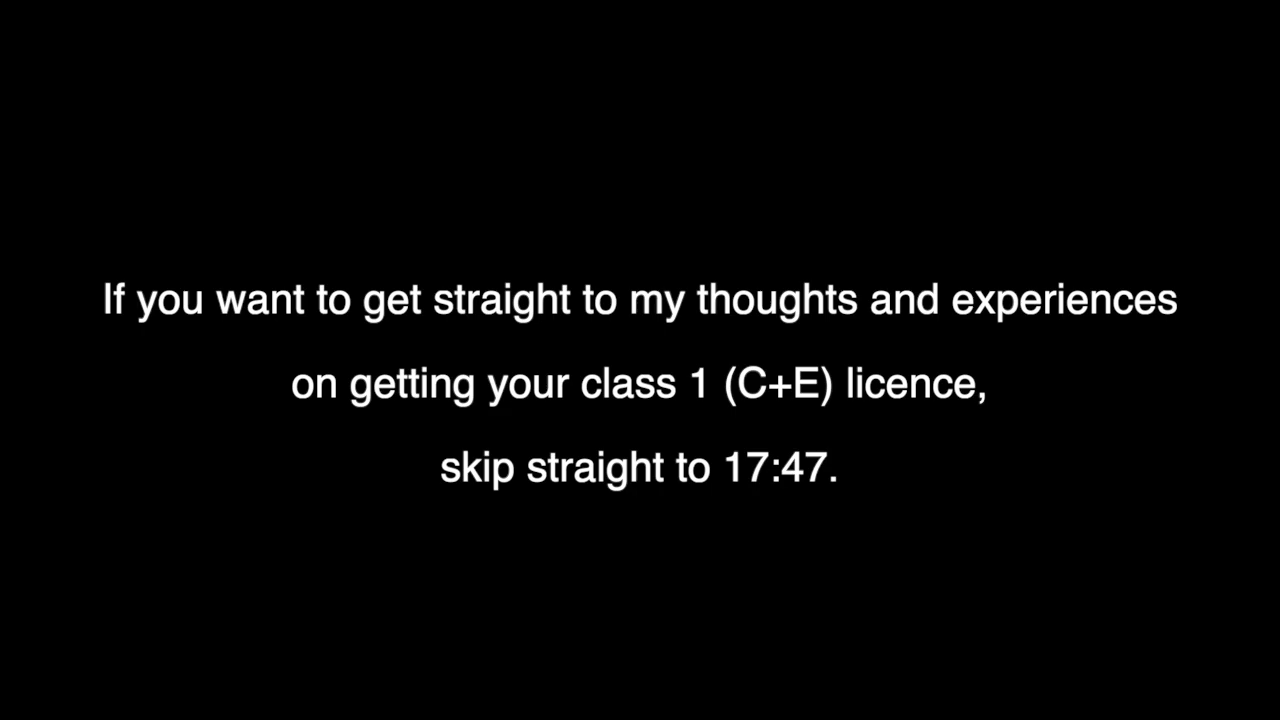 If you want to get straight to my thoughts and experiences
on getting your class 1 (C+E) licence,
skip straight to 17:47.